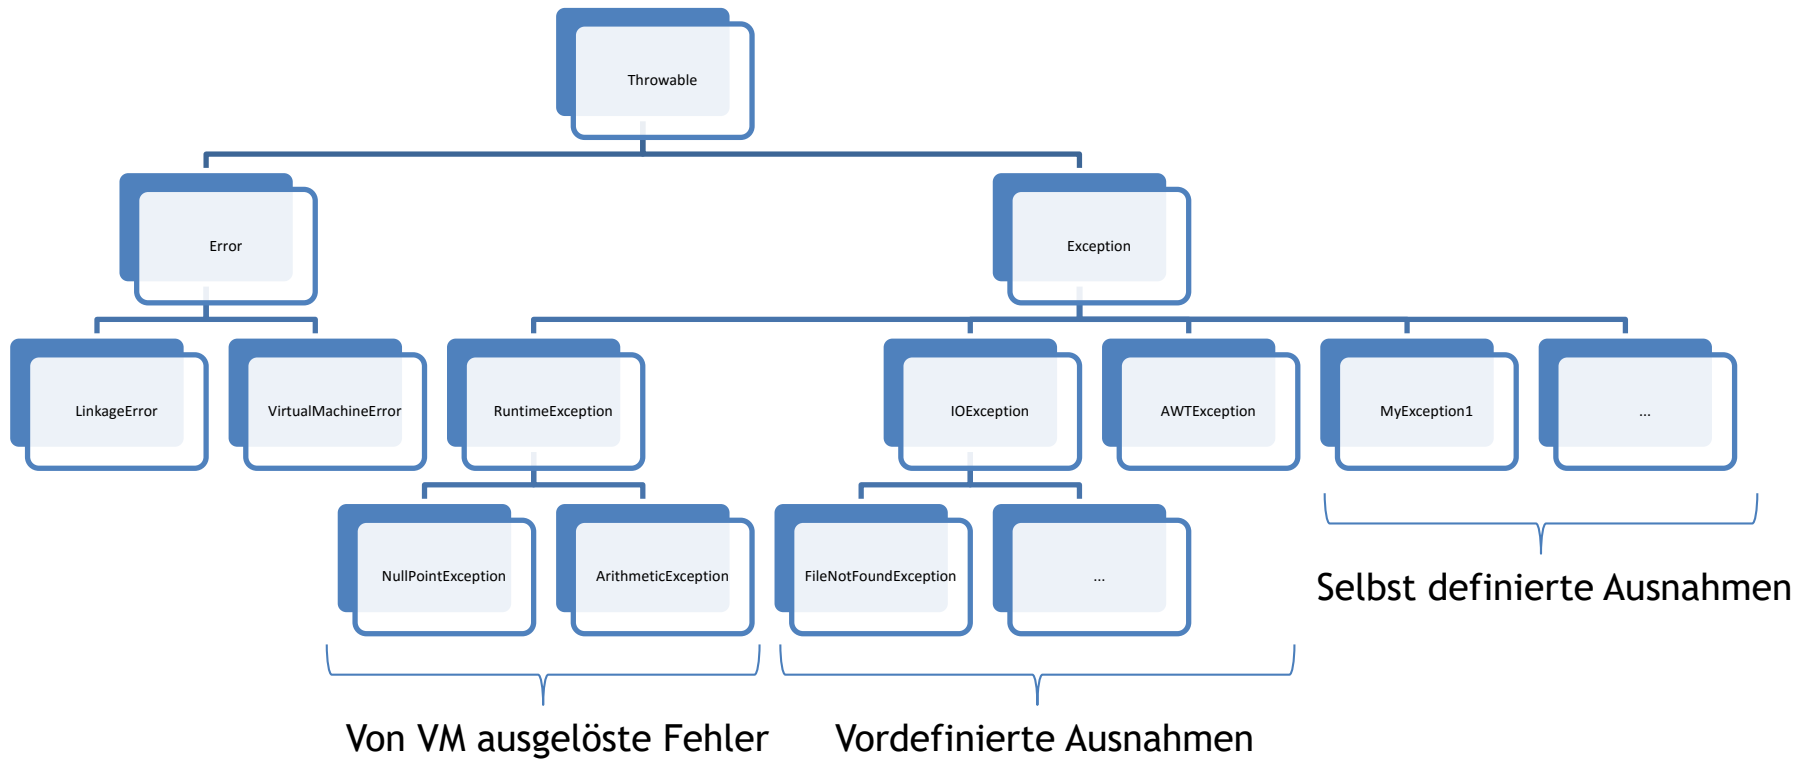 Throwable
Error
Exception
LinkageError
VirtualMachineError
RuntimeException
IOException
AWTException
MyException1
...
NullPointException
ArithmeticException
FileNotFoundException
...
Selbst definierte Ausnahmen
Von VM ausgelöste Fehler
Vordefinierte Ausnahmen